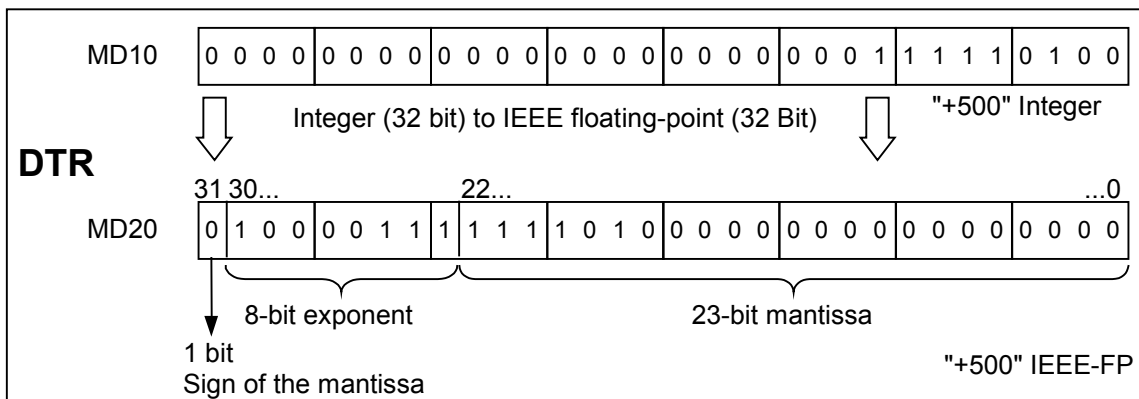 MD10 0 0 0 0 0 0 0 0 0 0 0 0 0 0 0 0 0 0 0 0 0 0 0 1 1 1 1 1 0 1 0 0
Integer (32 bit) to IEEE floating-point (32 Bit) "+500" Integer
DTR
31 30... 22... ...0
MD20 0 1 0 0 0 0 1 1 1 1 1 1 1 0 1 0 0 0 0 0 0 0 0 0 0 0 0 0 0 0 0 0
8-bit exponent 23-bit mantissa
1 bit
Sign of the mantissa "+500" IEEE-FP